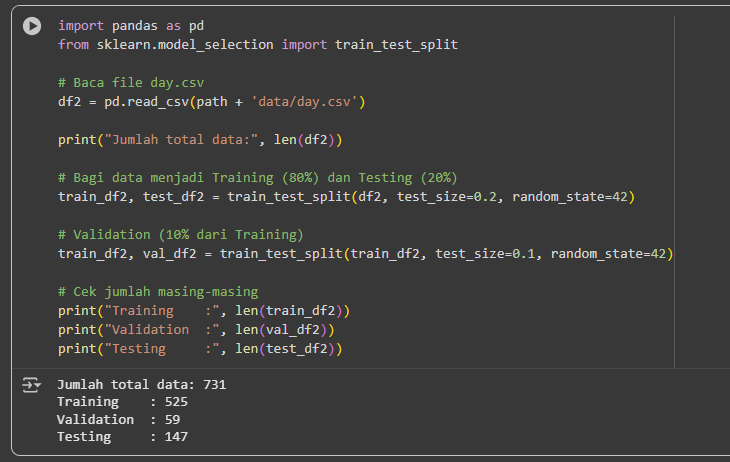 import pandas as pd
from sklearn.model_selection import train_test_split
# Baca file day.csv
df2 = pd.read_csv(path + 'data/day.csv')
print("Jumlah total data:", len(df2))
# Bagi data menjadi Training (80%) dan Testing (20%)
train_df2, test_df2 = train_test_split(df2, test_size=0.2, random_state=42)
# Validation (10% dari Training)
train_df2, val_df2 = train_test_split(train_df2, test_size=0.1, random_state=42)
# Cek jumlah masing-masing
print("Training    :", len(train_df2))
print("Validation  :", len(val_df2))
print("Testing     :", len(test_df2))
Jumlah total data: 731
Training    : 525
Validation  : 59
Testing     : 147